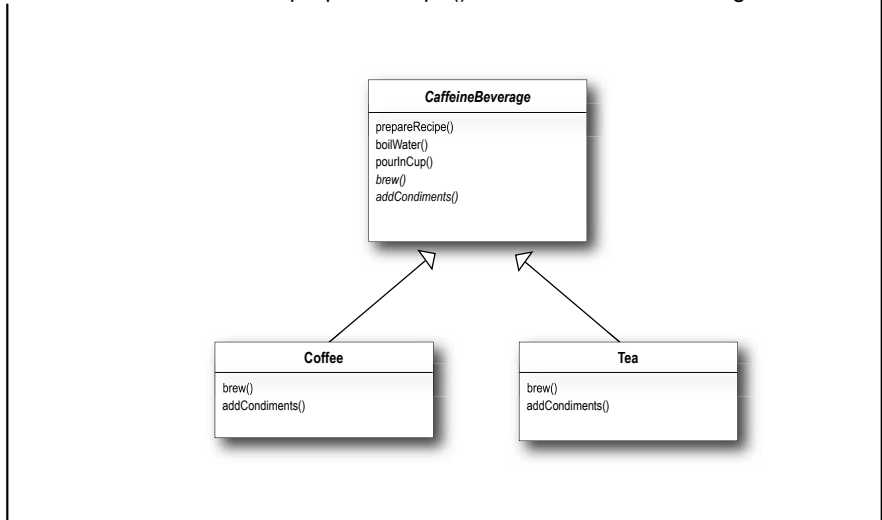 CaffeineBeverage
prepareRecipe()
boilWater()
pourInCup()
brew()
addCondiments()
Coffee
brew()
addCondiments()
Tea
brew()
addCondiments()